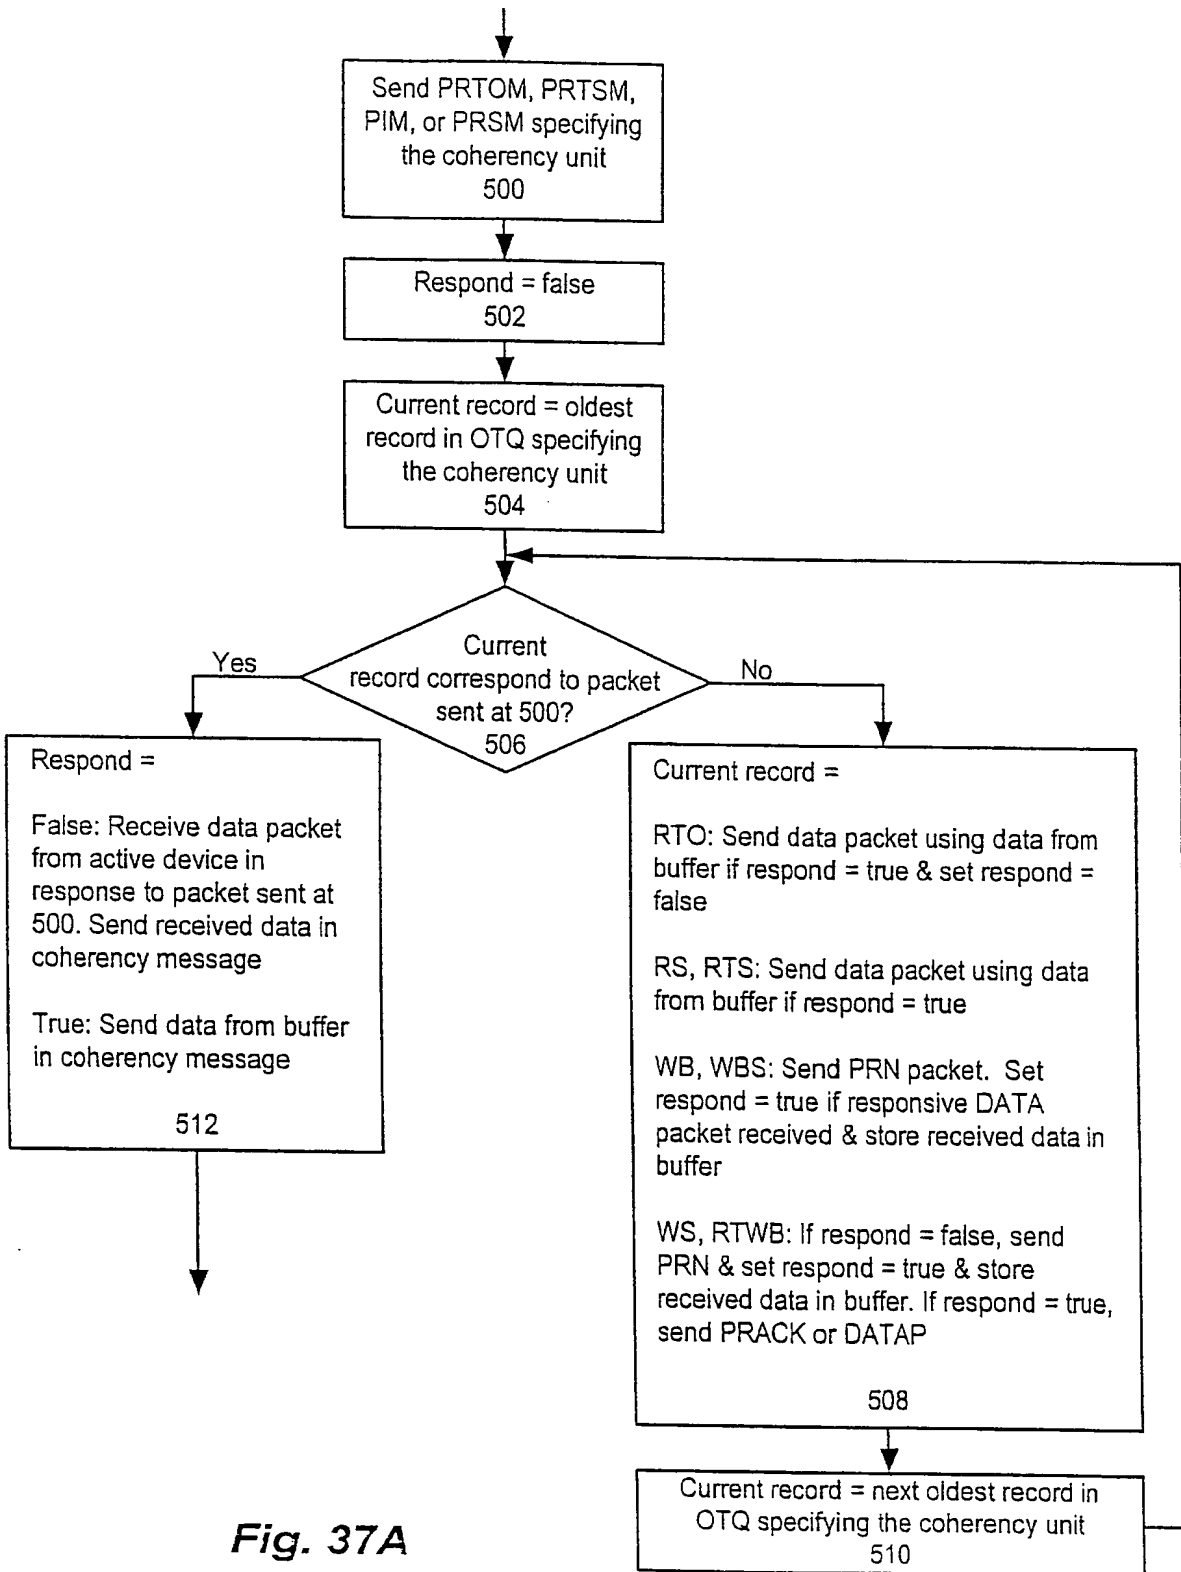 Send PRTOM, PRTSM,
PIM, or PRSM specifying
the coherency unit
500
Respond = false
502
Current record = oldest
record in OTQ specifying
the coherency unit
504
Current
record correspond to packet
sent at 500?
506
Yes
No
Respond =
False: Receive data packet
from active device in
response to packet sent at
500. Send received data in
coherency message
True: Send data from buffer
in coherency message
512
Current record =
RTO: Send data packet using data from
buffer if respond = true & set respond =
false
RS, RTS: Send data packet using data
from buffer if respond = true
WB, WBS: Send PRN packet. Set
respond = true if responsive DATA
packet received & store received data in
buffer
WS, RTWB: If respond = false, send
PRN & set respond = true & store
received data in buffer. If respond = true,
send PRACK or DATAP
508
Current record = next oldest record in
OTQ specifying the coherency unit
510
Fig. 37A